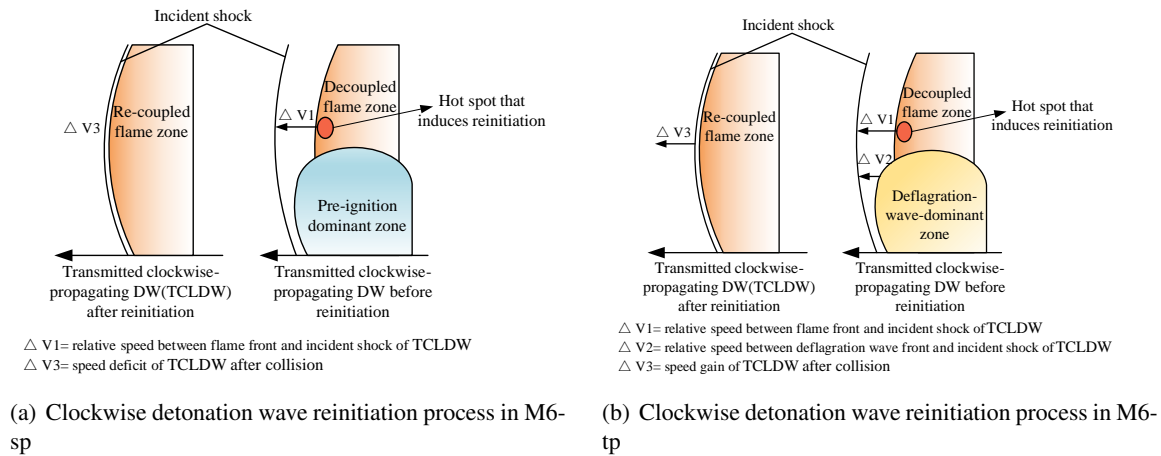 Incident shock
Re-coupled
flame zone
△ V3
△ V1
Decoupled
flame zone
Hot spot that
induces reinitiation
Pre-ignition
dominant zone
Transmitted clockwise-
propagating DW(TCLDW)
after reinitiation
Transmitted clockwise-
propagating DW before
reinitiation
△ V1= relative speed between flame front and incident shock of TCLDW
△ V3= speed deficit of TCLDW after collision
(a) Clockwise detonation wave reinitiation process in M6-
sp
Incident shock
Re-coupled
flame zone
△ V3
△ V1
△ V2
Decoupled
flame zone
Hot spot that
induces reinitiation
Deflagration-
wave-dominant
zone
Transmitted clockwise-
propagating DW(TCLDW)
after reinitiation
Transmitted clockwise-
propagating DW before
reinitiation
△ V1= relative speed between flame front and incident shock of TCLDW
△ V2= relative speed between deflagration wave front and incident shock of TCLDW
△ V3= speed gain of TCLDW after collision
(b) Clockwise detonation wave reinitiation process in M6-
tp